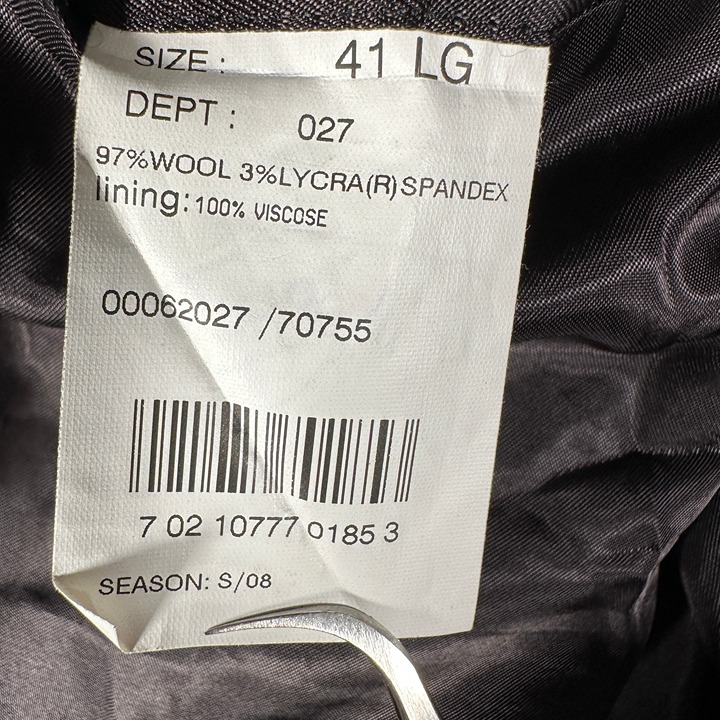 SIZE : 41 LG
DEPT : 027
97%WOOL 3%LYCRA(R)SPANDEX
lining:100% VISCOSE
00062027 /70755
7 02 10777 0185 3
SEASON: S/08